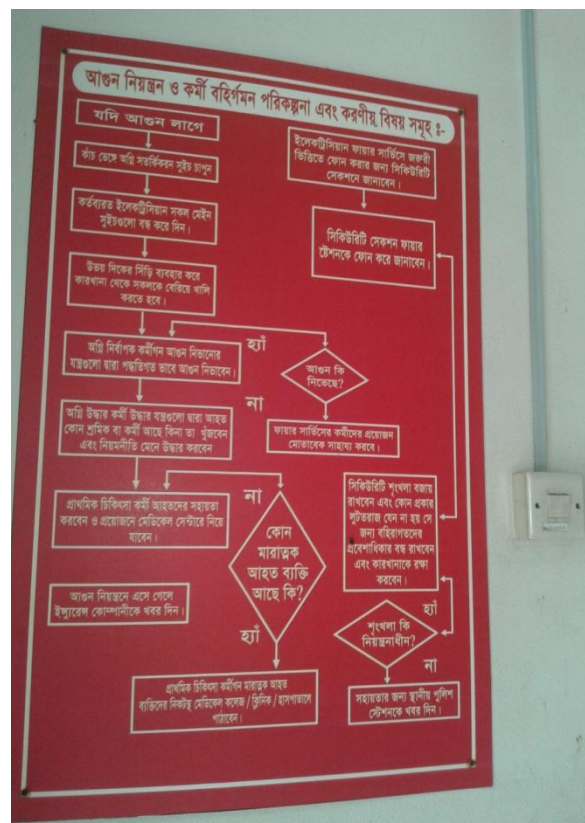 আগুন নিয়ন্ত্রন ও কর্মী বহির্গমন পরিকল্পনা এবং করণীয় বিষয় সমূহ ঃ-
যদি আগুন লাগে
কাঁচ ভেঙ্গে অগ্নি সতর্কিকরন সুইচ চাপুন
কর্তব্যরত ইলেকট্রিসিয়ান সকল মেইন
সুইচগুলো বন্ধ করে দিন।
উভয় দিকের সিঁড়ি ব্যবহার করে
কারখানা থেকে সকলকে বেরিয়ে খালি
করতে হবে।
অগ্নি নির্বাপক কর্মীগন আগুন নিভানোর
যন্ত্রগুলো দ্বারা পদ্ধতিগত ভাবে আগুন নিভাবেন।
অগ্নি উদ্ধার কর্মী উদ্ধার যন্ত্রগুলো দ্বারা আহত
কোন শ্রমিক বা কর্মী আছে কিনা তা খুঁজবেন
এবং নিয়মনীতি মেনে উদ্ধার করবেন
প্রাথমিক চিকিৎসা কর্মী আহতদের সহায়তা
করবেন ও প্রয়োজনে মেডিকেল সেন্টারে নিয়ে
যাবেন।
আগুন নিয়ন্ত্রনে এসে গেলে
ইন্স্যুরেন্স কোম্পানীকে খবর দিন।
ইলেকট্রিসিয়ান ফায়ার সার্ভিসে জরুরী
ভিত্তিতে ফোন করার জন্য সিকিউরিটি
সেকশনে জানাবেন।
সিকিউরিটি সেকশন ফায়ার
ষ্টেশনকে ফোন করে জানাবেন।
হ্যাঁ
আগুন কি
নিভেছে?
না
ফায়ার সার্ভিসের কর্মীদের প্রয়োজন
মোতাবেক সাহায্য করবে।
না
কোন
মারাত্মক
আহত ব্যক্তি
আছে কি?
হ্যাঁ
প্রাথমিক চিকিৎসা কর্মীগন মারাত্মক আহত
ব্যক্তিদের নিকটস্থ মেডিকেল কলেজ / ক্লিনিক / হাসপাতালে
পাঠাবেন।
সিকিউরিটি শৃংখলা বজায়
রাখবেন এবং কোন প্রকার
লুটতরাজ যেন না হয় সে
জন্য বহিরাগতদের
প্রবেশাধিকার বন্ধ রাখবেন
এবং কারখানাকে রক্ষা
করবেন।
হ্যাঁ
শৃংখলা কি
নিয়ন্ত্রনাধীন?
না
সহায়তার জন্য স্থানীয় পুলিশ
স্টেশনকে খবর দিন।